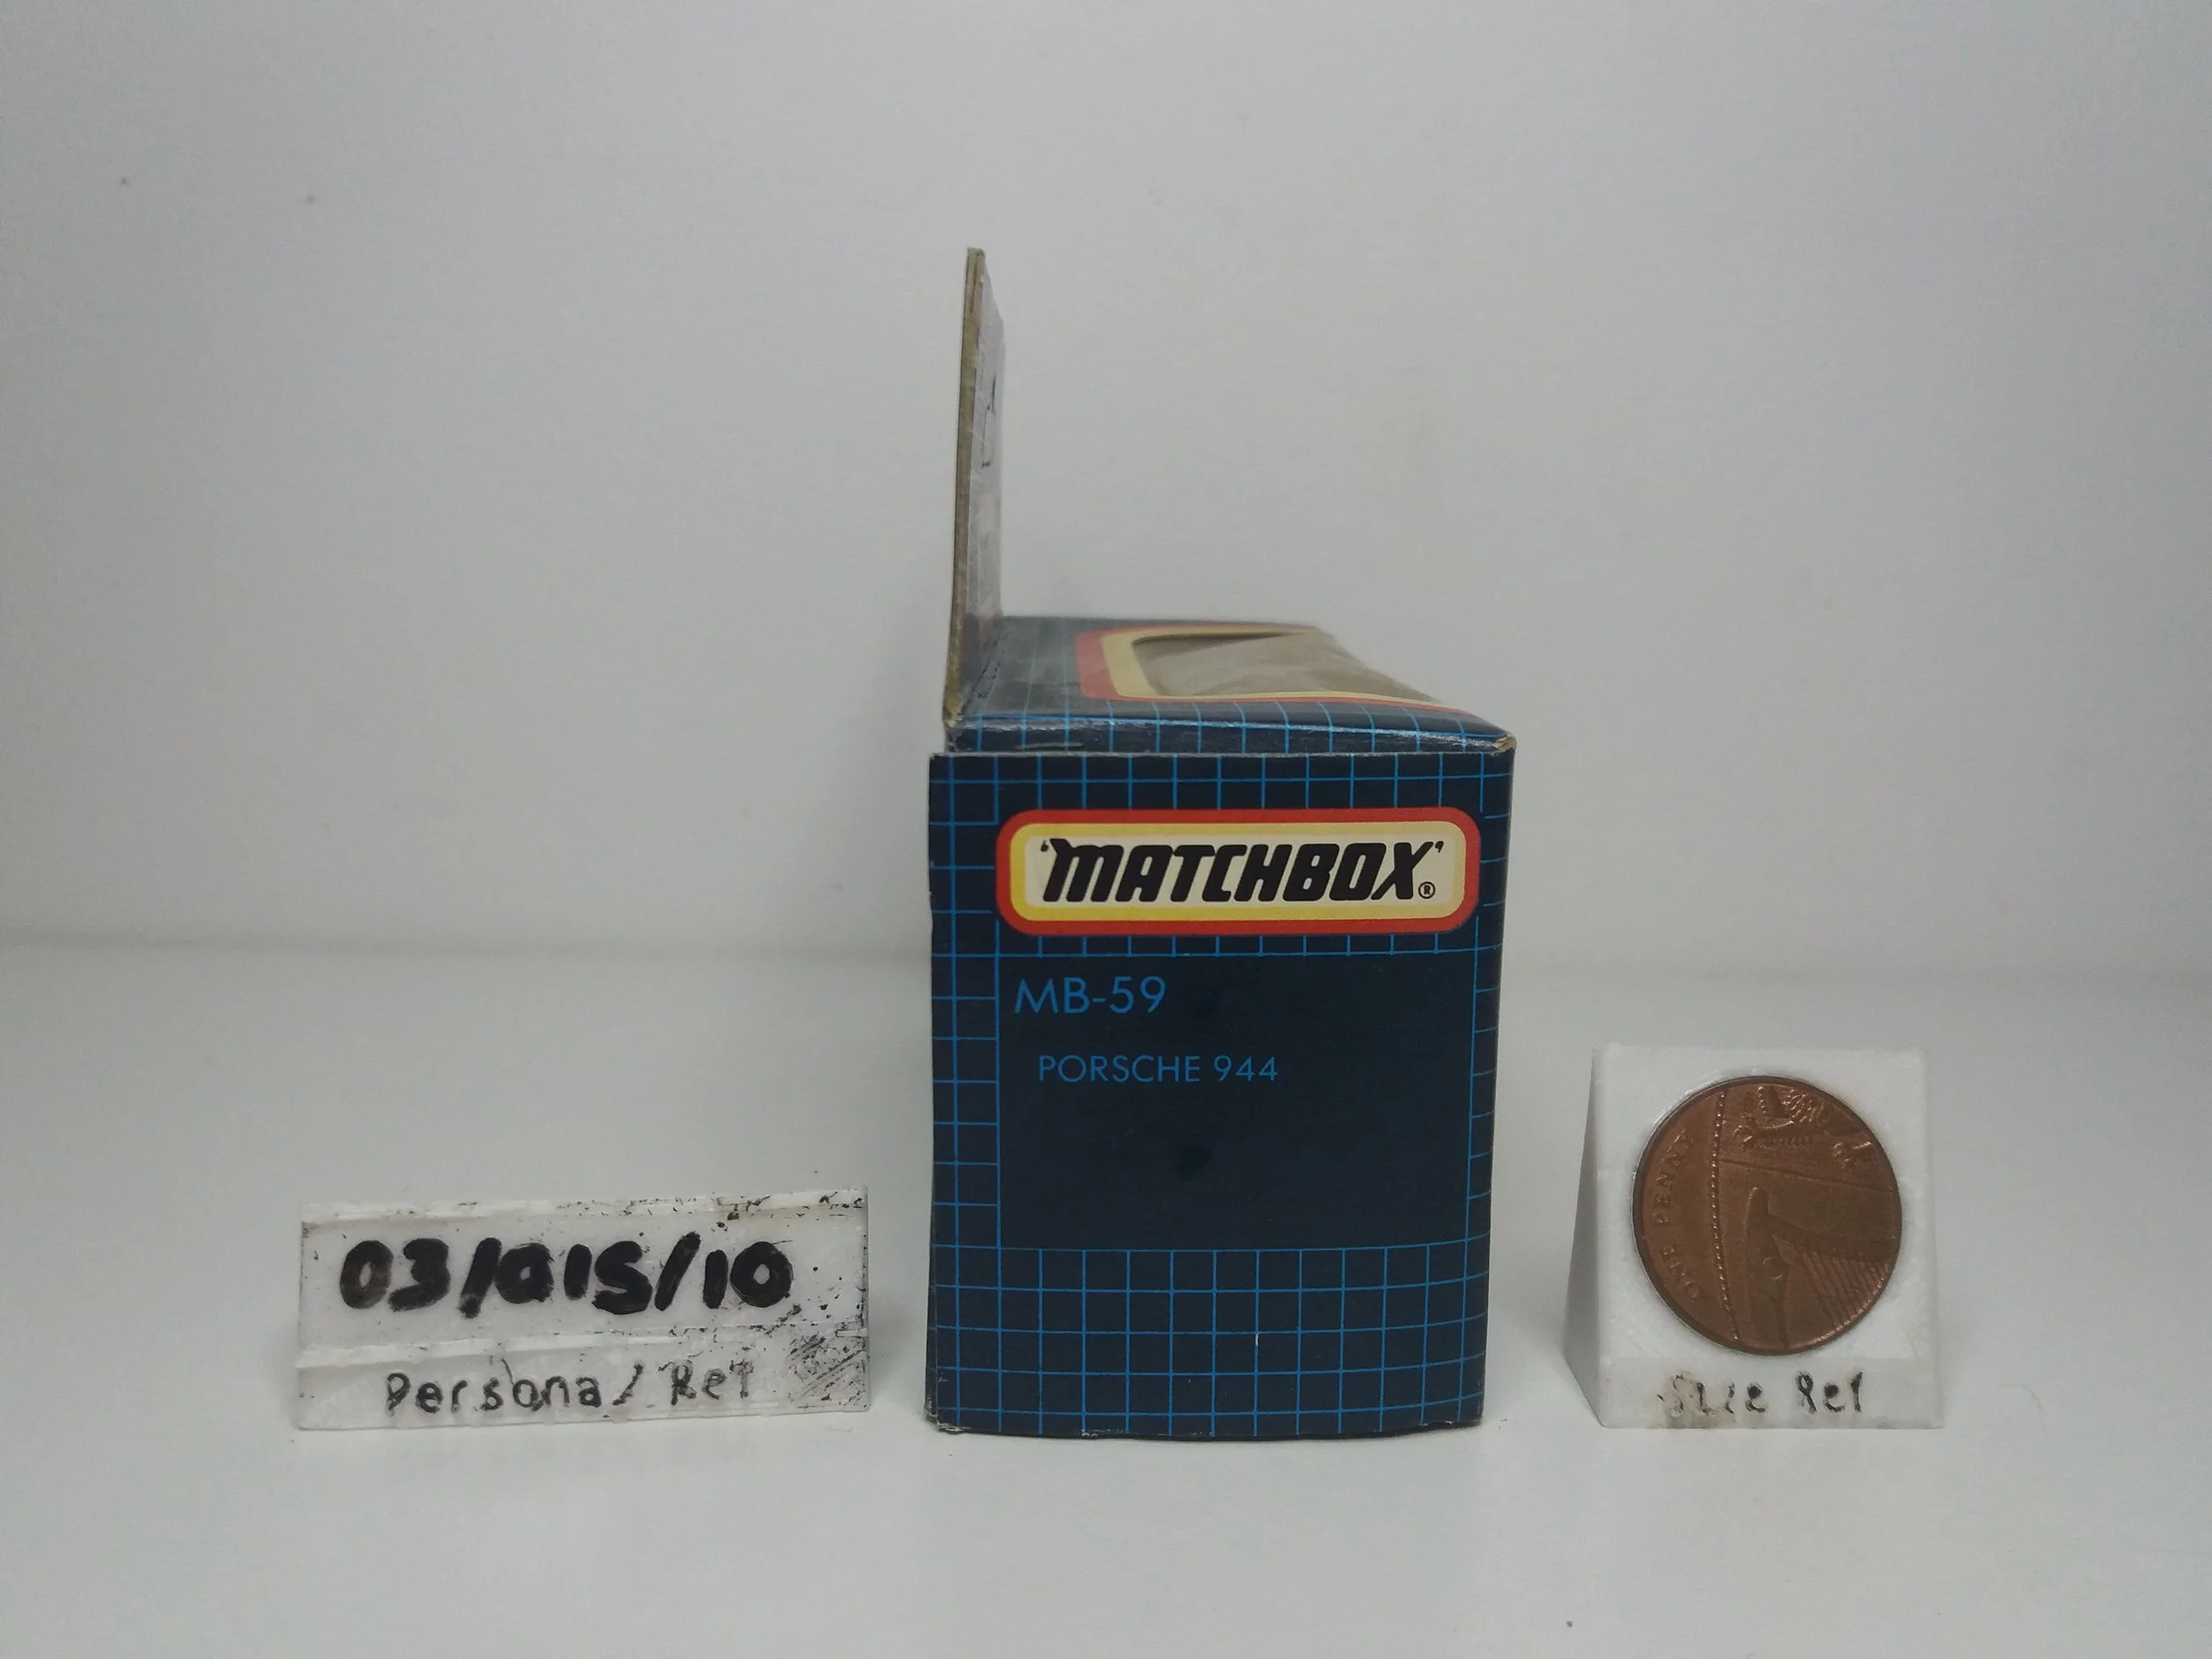 'MATCHBOX'®
MB-59
PORSCHE 944
03/015/10
Personal Ref
ONE PENNY
Size Ref